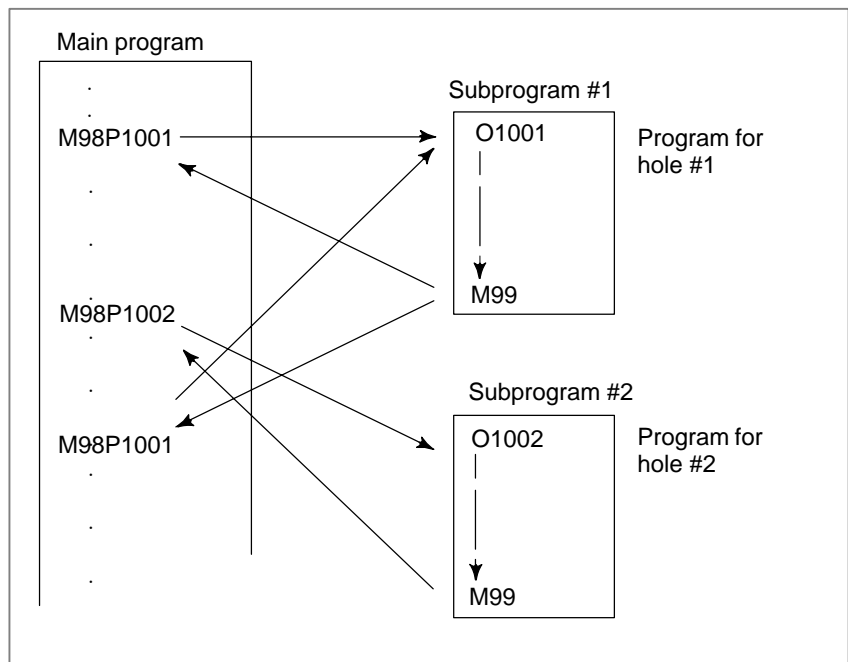 Main program
M98P1001
M98P1002
M98P1001
Subprogram #1
O1001
M99
Program for
hole #1
Subprogram #2
O1002
M99
Program for
hole #2